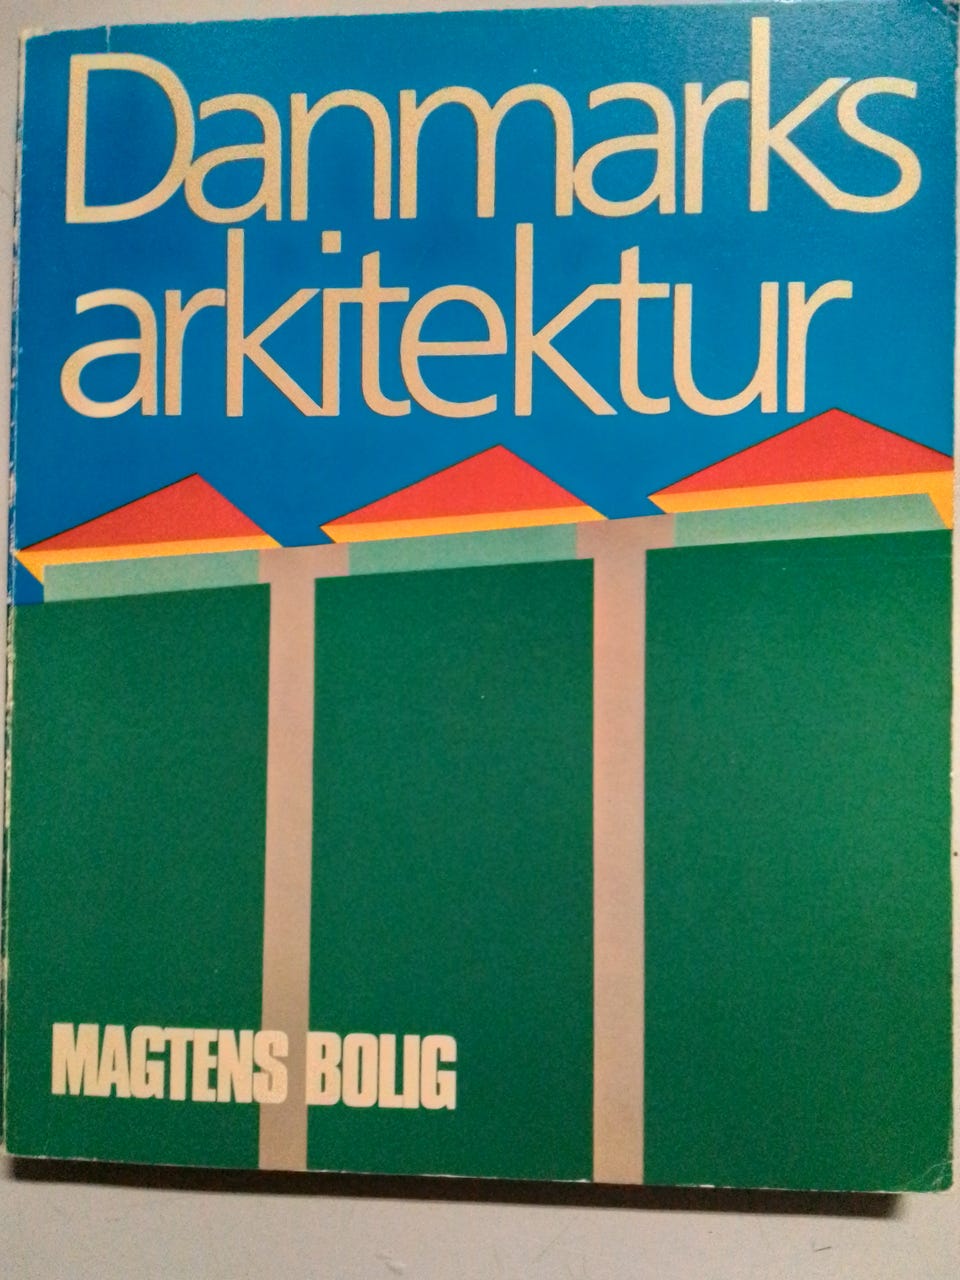 Danmarks
arkitektur
MAGTENS BOLIG